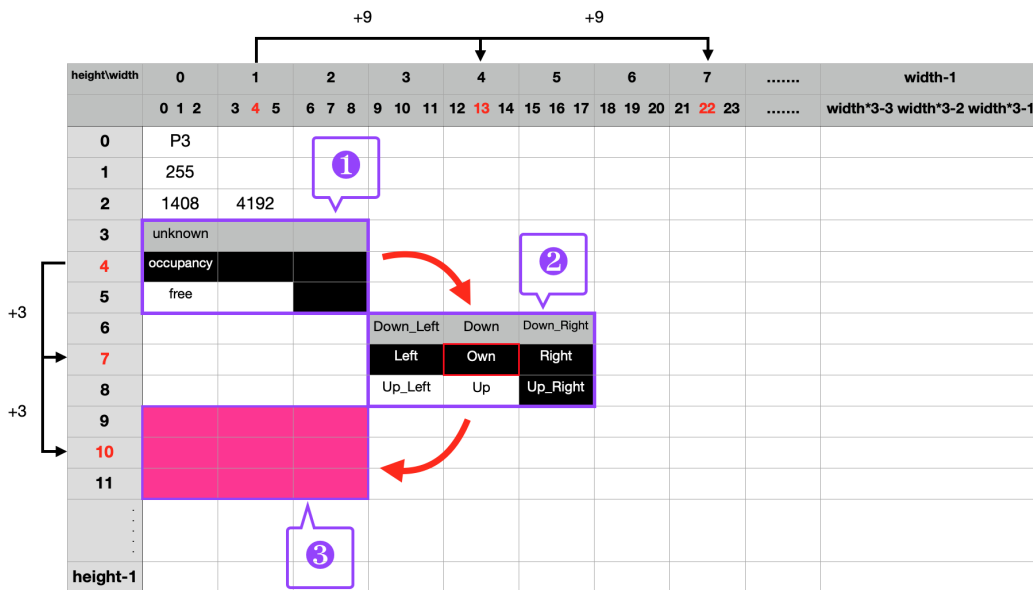 +9 +9
height\width 0 1 2 3 4 5 6 7 ....... width-1
0 1 2 3 4 5 6 7 8 9 10 11 12 13 14 15 16 17 18 19 20 21 22 23 ....... width*3-3 width*3-2 width*3-1
0 P3
1 255
❶
2 1408 4192
3 unknown
4 occupancy
❷
5 free
+3
6 Down_Left Down Down_Right
7 Left Own Right
8 Up_Left Up Up_Right
+3
9
10
11
.
.
.
.
❸
height-1